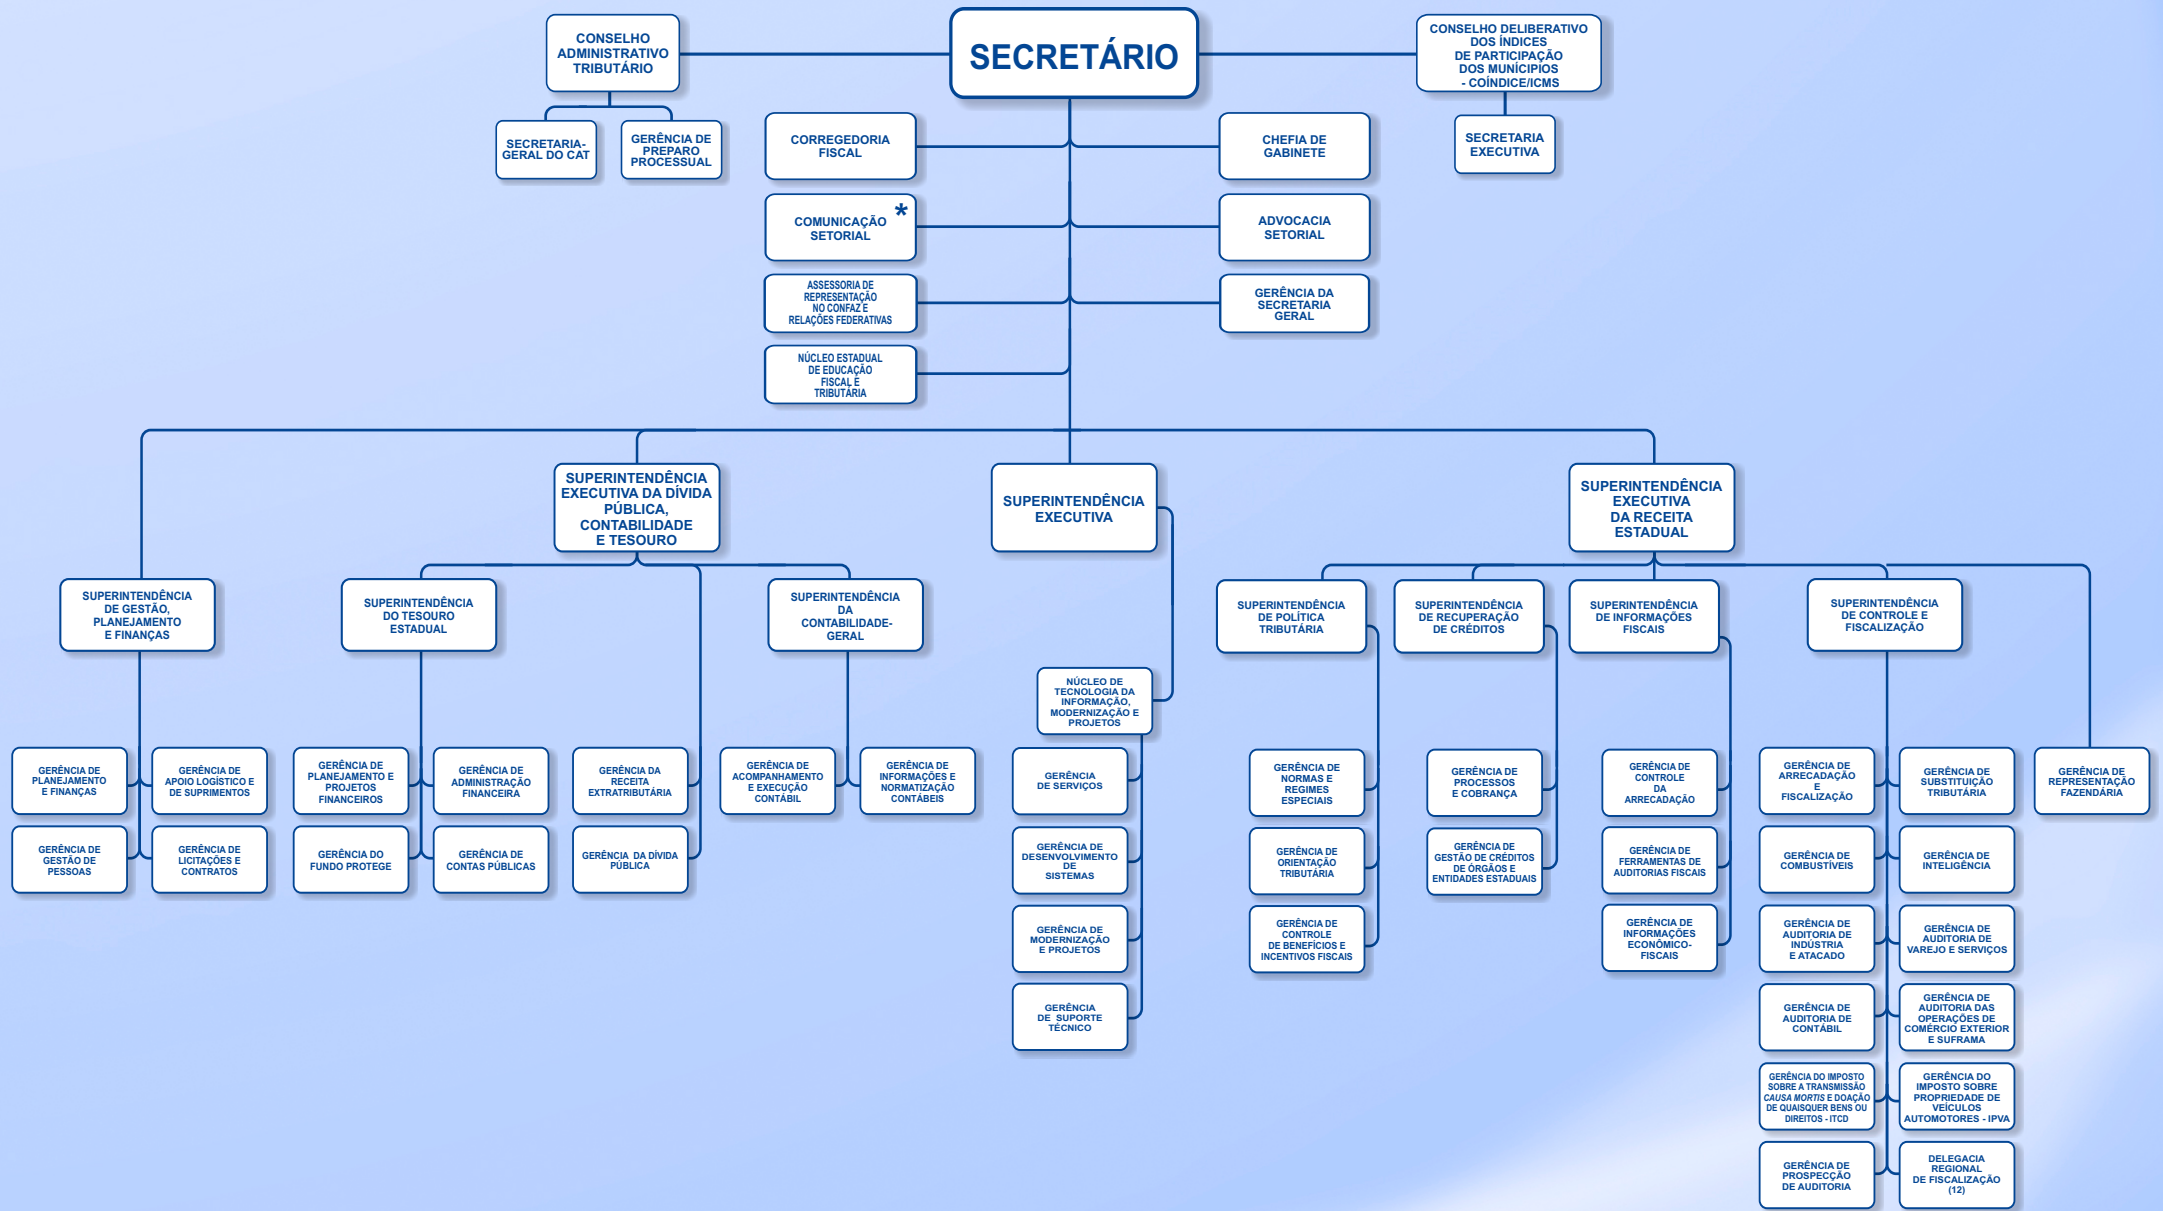 CONSELHO
ADMINISTRATIVO
TRIBUTÁRIO
SECRETÁRIO
CONSELHO DELIBERATIVO
DOS ÍNDICES
DE PARTICIPAÇÃO
DOS MUNÍCIPIOS
- COÍNDICE/ICMS
SECRETARIA-
GERAL DO CAT
GERÊNCIA DE
PREPARO
PROCESSUAL
SECRETARIA
EXECUTIVA
CORREGEDORIA
FISCAL
CHEFIA DE
GABINETE
COMUNICAÇÃO *
SETORIAL
ADVOCACIA
SETORIAL
ASSESSORIA DE
REPRESENTAÇÃO
NO CONFAZ E
RELAÇÕES FEDERATIVAS
GERÊNCIA DA
SECRETARIA
GERAL
NÚCLEO ESTADUAL
DE EDUCAÇÃO
FISCAL E
TRIBUTÁRIA
SUPERINTENDÊNCIA
EXECUTIVA DA DÍVIDA
PÚBLICA,
CONTABILIDADE
E TESOURO
SUPERINTENDÊNCIA
EXECUTIVA
SUPERINTENDÊNCIA
EXECUTIVA
DA RECEITA
ESTADUAL
SUPERINTENDÊNCIA
DE GESTÃO,
PLANEJAMENTO
E FINANÇAS
SUPERINTENDÊNCIA
DO TESOURO
ESTADUAL
SUPERINTENDÊNCIA
DA
CONTABILIDADE-
GERAL
SUPERINTENDÊNCIA
DE POLÍTICA
TRIBUTÁRIA
SUPERINTENDÊNCIA
DE RECUPERAÇÃO
DE CRÉDITOS
SUPERINTENDÊNCIA
DE INFORMAÇÕES
FISCAIS
SUPERINTENDÊNCIA
DE CONTROLE E
FISCALIZAÇÃO
NÚCLEO DE
TECNOLOGIA DA
INFORMAÇÃO,
MODERNIZAÇÃO E
PROJETOS
GERÊNCIA DE
PLANEJAMENTO
E FINANÇAS
GERÊNCIA DE
APOIO LOGÍSTICO E
DE SUPRIMENTOS
GERÊNCIA DE
PLANEJAMENTO E
PROJETOS
FINANCEIROS
GERÊNCIA DE
ADMINISTRAÇÃO
FINANCEIRA
GERÊNCIA DA
RECEITA
EXTRATRIBUTÁRIA
GERÊNCIA DE
ACOMPANHAMENTO
E EXECUÇÃO
CONTÁBIL
GERÊNCIA DE
INFORMAÇÕES E
NORMATIZAÇÃO
CONTÁBEIS
GERÊNCIA
DE SERVIÇOS
GERÊNCIA DE
NORMAS E
REGIMES
ESPECIAIS
GERÊNCIA DE
PROCESSOS
E COBRANÇA
GERÊNCIA DE
CONTROLE
DA
ARRECADAÇÃO
GERÊNCIA DE
ARRECADAÇÃO
E
FISCALIZAÇÃO
GERÊNCIA DE
SUBSTITUIÇÃO
TRIBUTÁRIA
GERÊNCIA DE
REPRESENTAÇÃO
FAZENDÁRIA
GERÊNCIA DE
GESTÃO DE
PESSOAS
GERÊNCIA DE
LICITAÇÕES E
CONTRATOS
GERÊNCIA DO
FUNDO PROTEGE
GERÊNCIA DE
CONTAS PÚBLICAS
GERÊNCIA DA DÍVIDA
PÚBLICA
GERÊNCIA DE
DESENVOLVIMENTO
DE
SISTEMAS
GERÊNCIA DE
ORIENTAÇÃO
TRIBUTÁRIA
GERÊNCIA DE
GESTÃO DE CRÉDITOS
DE ÓRGÃOS E
ENTIDADES ESTADUAIS
GERÊNCIA DE
FERRAMENTAS DE
AUDITORIAS FISCAIS
GERÊNCIA DE
COMBUSTÍVEIS
GERÊNCIA DE
INTELIGÊNCIA
GERÊNCIA DE
MODERNIZAÇÃO
E PROJETOS
GERÊNCIA DE
CONTROLE
DE BENEFÍCIOS E
INCENTIVOS FISCAIS
GERÊNCIA DE
INFORMAÇÕES
ECONÔMICO-
FISCAIS
GERÊNCIA DE
AUDITORIA DE
INDÚSTRIA
E ATACADO
GERÊNCIA DE
AUDITORIA DE
VAREJO E SERVIÇOS
GERÊNCIA
DE SUPORTE
TÉCNICO
GERÊNCIA DE
AUDITORIA DE
CONTÁBIL
GERÊNCIA DE
AUDITORIA DAS
OPERAÇÕES DE
COMÉRCIO EXTERIOR
E SUFRAMA
GERÊNCIA DO IMPOSTO
SOBRE A TRANSMISSÃO
CAUSA MORTIS E DOAÇÃO
DE QUAISQUER BENS OU
DIREITOS - ITCD
GERÊNCIA DO
IMPOSTO SOBRE
PROPRIEDADE DE
VEÍCULOS
AUTOMOTORES - IPVA
GERÊNCIA DE
PROSPECÇÃO
DE AUDITORIA
DELEGACIA
REGIONAL
DE FISCALIZAÇÃO
(12)